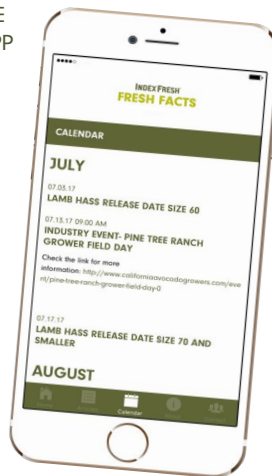 E
PP
INDEX FRESH
FRESH FACTS
CALENDAR
JULY
07.03.17
LAMB HASS RELEASE DATE SIZE 60
07.13.17 09:00 AM
INDUSTRY EVENT- PINE TREE RANCH
GROWER FIELD DAY
Check the link for more
information: http://www.californiaavocadogrowers.com/eve
nt/pine-tree-ranch-grower-field-day-0
07.17.17
LAMB HASS RELEASE DATE SIZE 70 AND
SMALLER
AUGUST
Calendar